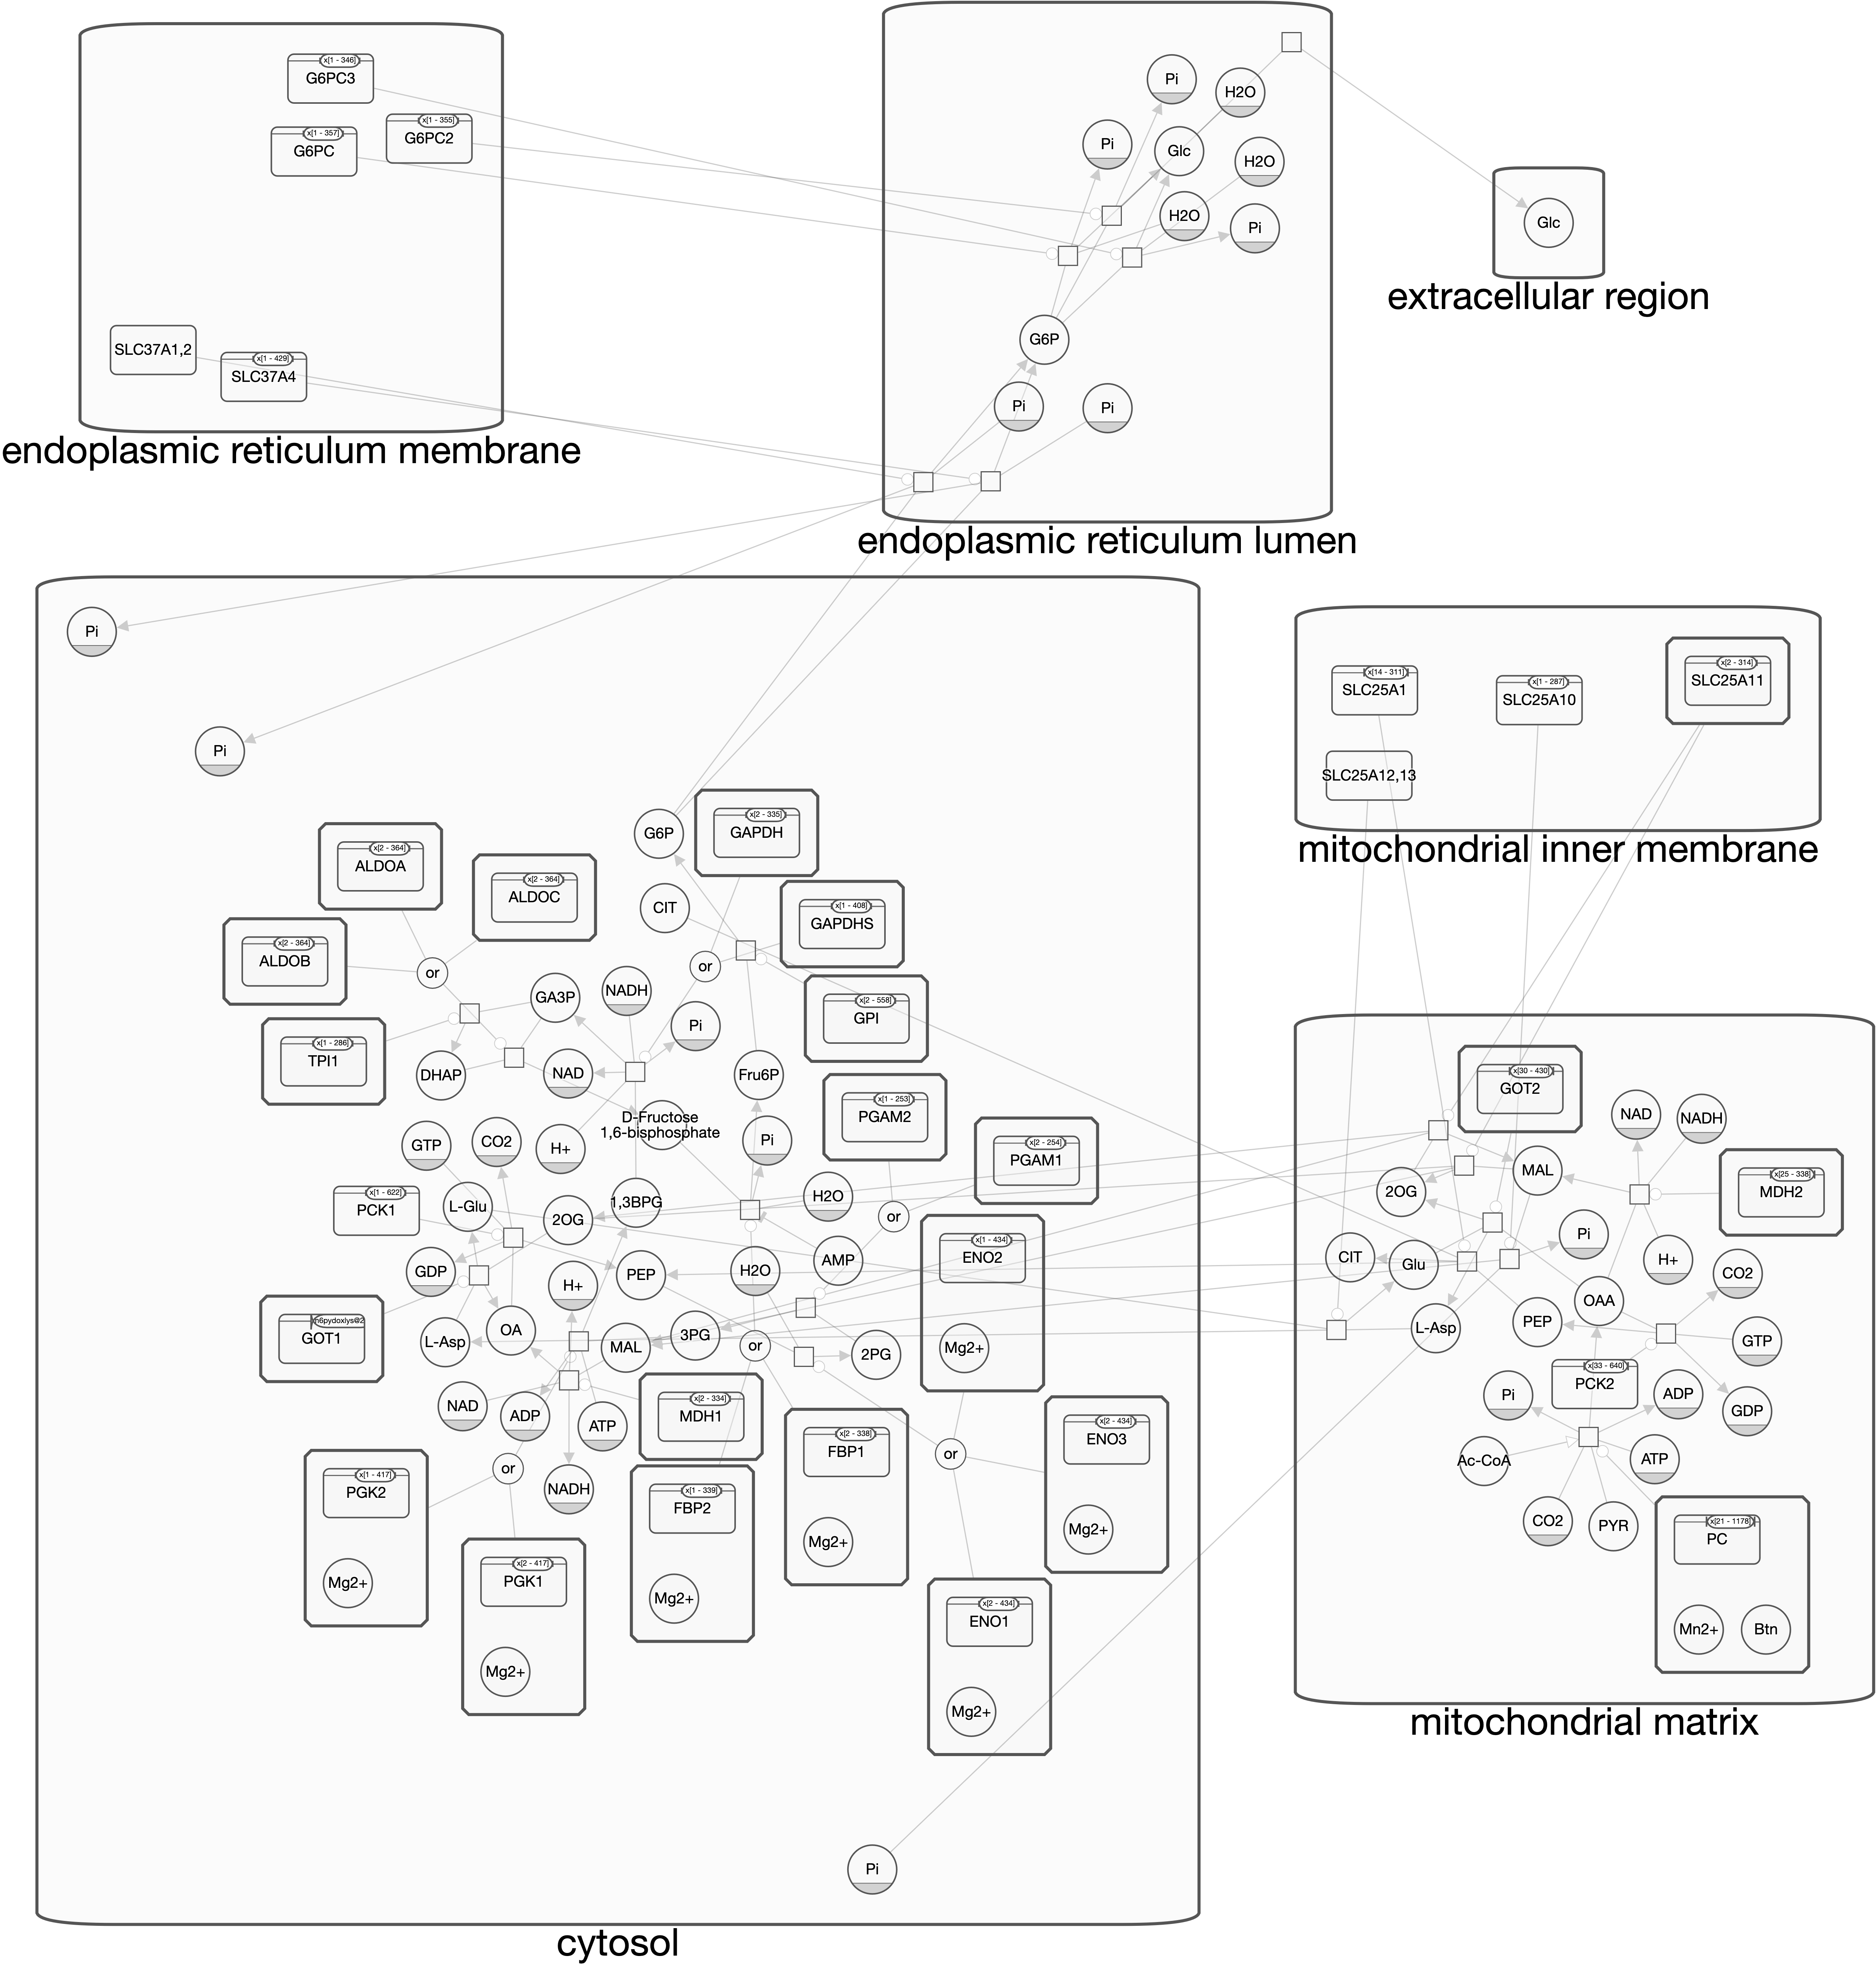 x[1 - 346]
G6PC3
x[1 - 355]
G6PC2
x[1 - 357]
G6PC
SLC37A1,2
x[1 - 429]
SLC37A4
endoplasmic reticulum membrane
Pi
H2O
Pi
Glc
H2O
H2O
Pi
G6P
Pi
Pi
endoplasmic reticulum lumen
Glc
extracellular region
Pi
Pi
G6P
x[2 - 335]
GAPDH
x[2 - 364]
ALDOA
x[2 - 364]
ALDOC
CIT
x[1 - 408]
GAPDHS
x[2 - 364]
ALDOB
or
or
GA3P
NADH
x[2 - 558]
GPI
Pi
x[1 - 286]
TPI1
DHAP
NAD
Fru6P
x[1 - 253]
PGAM2
D-Fructose
1,6-bisphosphate
GTP
CO2
H+
Pi
x[2 - 254]
PGAM1
x[1 - 622]
PCK1
L-Glu
2OG
1,3BPG
H2O
or
x[1 - 434]
ENO2
Mg2+
GDP
H+
PEP
H2O
AMP
GOT1
L-Asp
OA
MAL
3PG
or
2PG
NAD
ADP
ATP
x[2 - 334]
MDH1
x[2 - 338]
FBP1
Mg2+
x[2 - 434]
ENO3
Mg2+
or
or
NADH
x[1 - 417]
PGK2
Mg2+
x[1 - 339]
FBP2
Mg2+
x[2 - 417]
PGK1
Mg2+
x[2 - 434]
ENO1
Mg2+
Pi
cytosol
x[14 - 311]
SLC25A1
x[1 - 287]
SLC25A10
x[2 - 314]
SLC25A11
SLC25A12,13
mitochondrial inner membrane
x[30 - 430]
GOT2
NAD
NADH
MAL
2OG
x[25 - 338]
MDH2
Pi
CIT
Glu
H+
CO2
OAA
L-Asp
PEP
GTP
x[33 - 640]
PCK2
Pi
ADP
GDP
Ac-CoA
ATP
CO2
PYR
x[21 - 1178]
PC
Mn2+
Btn
mitochondrial matrix